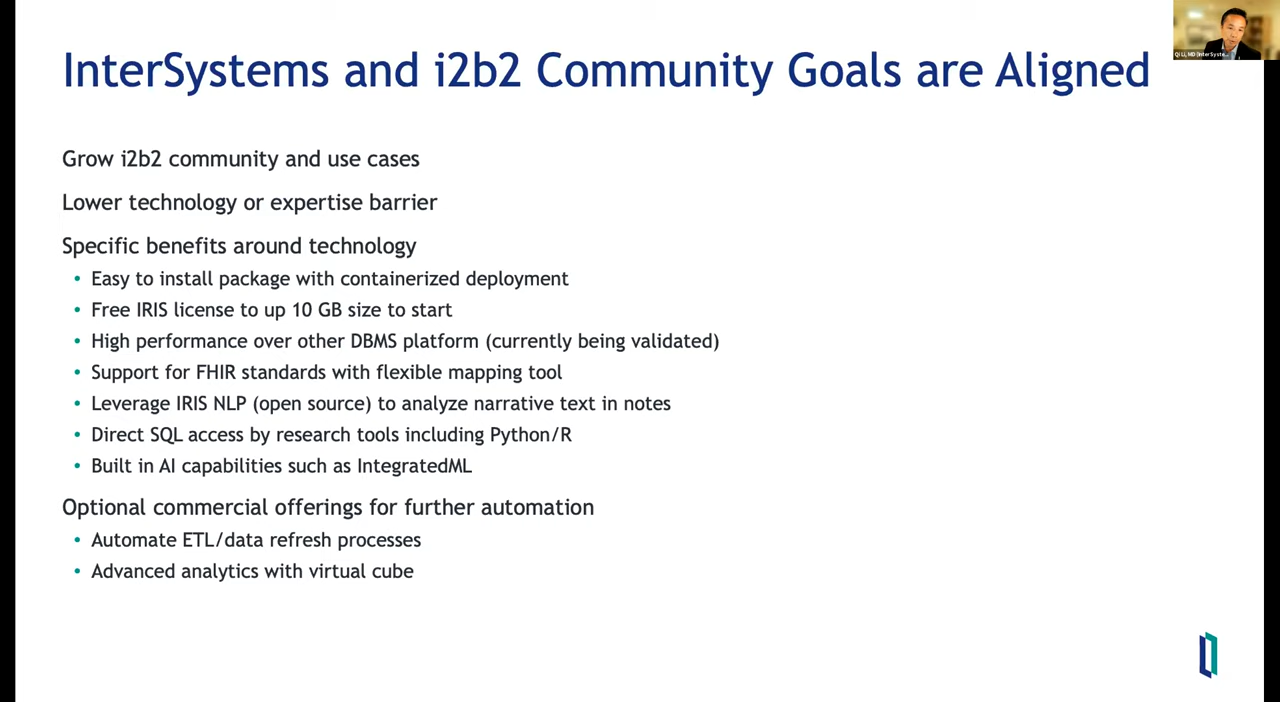 InterSystems and i2b2 Community Goals are Aligned
QI LI, MD (InterSyste...
Grow i2b2 community and use cases
Lower technology or expertise barrier
Specific benefits around technology
• Easy to install package with containerized deployment
• Free IRIS license to up 10 GB size to start
• High performance over other DBMS platform (currently being validated)
• Support for FHIR standards with flexible mapping tool
• Leverage IRIS NLP (open source) to analyze narrative text in notes
• Direct SQL access by research tools including Python/R
• Built in AI capabilities such as IntegratedML
Optional commercial offerings for further automation
• Automate ETL/data refresh processes
• Advanced analytics with virtual cube